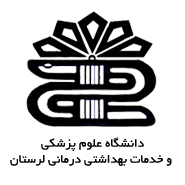 دانشگاه علوم پزشکی
و خدمات بهداشتی درمانی لرستان